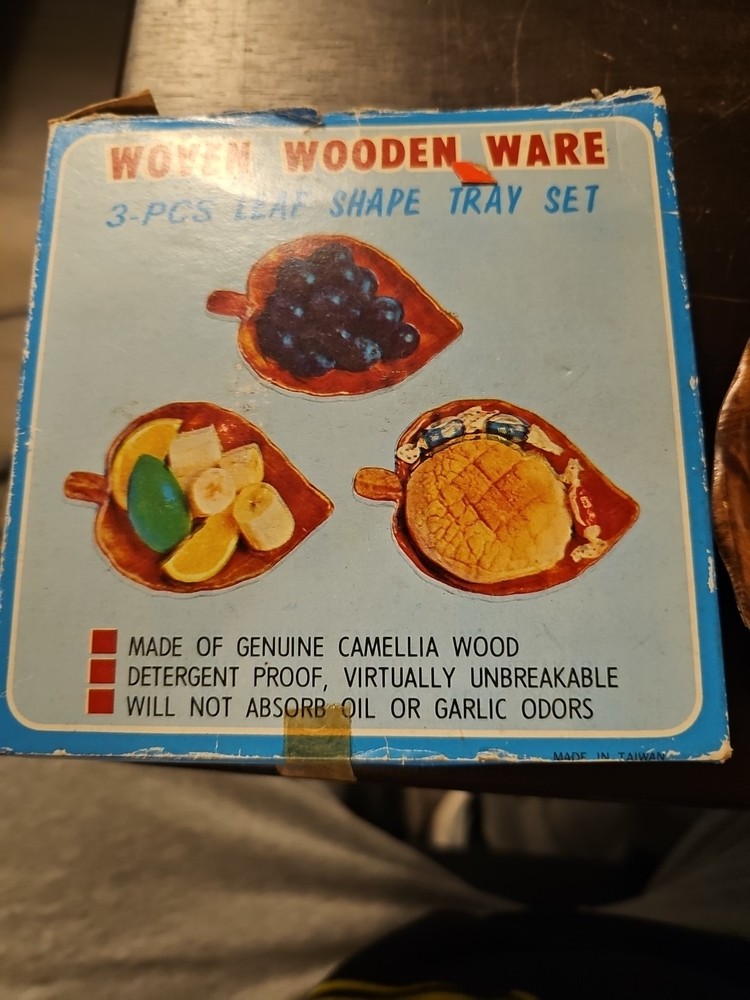 WOVEN WOODEN WARE
3-PCS LEAF SHAPE TRAY SET
MADE OF GENUINE CAMELLIA WOOD
DETERGENT PROOF, VIRTUALLY UNBREAKABLE
WILL NOT ABSORB OIL OR GARLIC ODORS
MADE IN TAIWAN